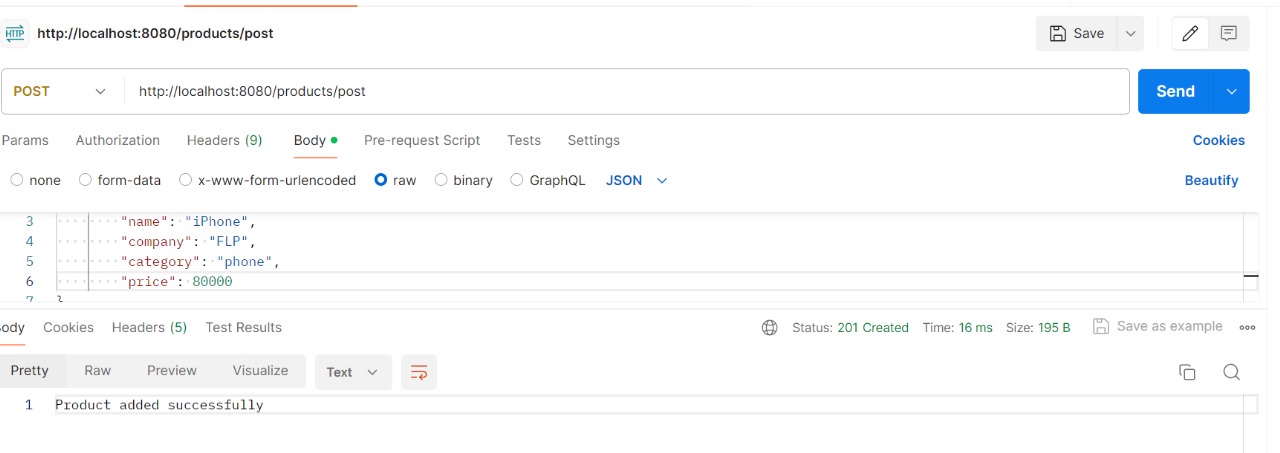 HTTP http://localhost:8080/products/post Save
POST http://localhost:8080/products/post Send
Params Authorization Headers (9) Body Pre-request Script Tests Settings Cookies
none form-data x-www-form-urlencoded raw binary GraphQL JSON Beautify
3 "name": "iPhone",
4 "company": "FLP",
5 "category": "phone",
6 "price": 80000
7 }
ody Cookies Headers (5) Test Results Status: 201 Created Time: 16 ms Size: 195 B Save as example
Pretty Raw Preview Visualize Text
1 Product added successfully